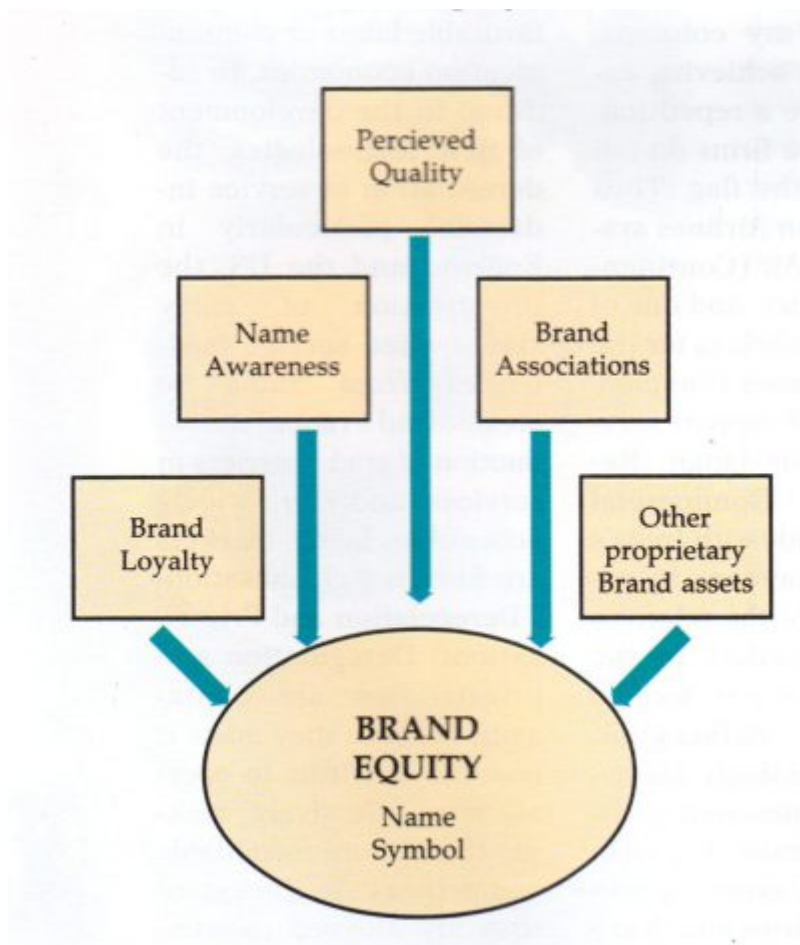 Percieved
Quality
Name
Awareness
Brand
Associations
Brand
Loyalty
Other
proprietary
Brand assets
BRAND
EQUITY
Name
Symbol